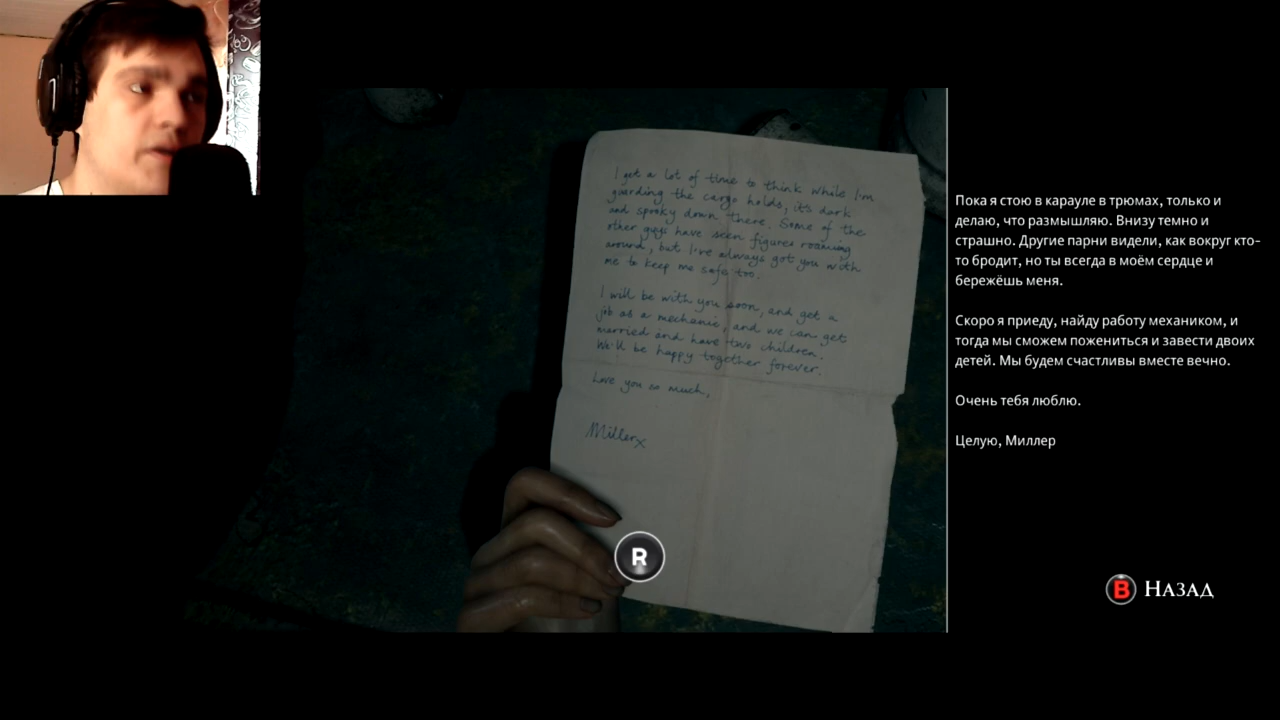 I get a lot of time to think while I'm
guarding the cargo holds, it's dark
and spooky down there. Some of the
other guys have seen figures roaming
around, but I've always got you with
me to keep me safe too.
I will be with you soon, and get a
job as a mechanic, and we can get
married and have two children.
We'll be happy together forever.
Love you so much,
Miller x
R
Пока я стою в карауле в трюмах, только и
делаю, что размышляю. Внизу темно и
страшно. Другие парни видели, как вокруг кто-
то бродит, но ты всегда в моём сердце и
бережёшь меня.
Скоро я приеду, найду работу механиком, и
тогда мы сможем пожениться и завести двоих
детей. Мы будем счастливы вместе вечно.
Очень тебя люблю.
Целую, Миллер
B Назад